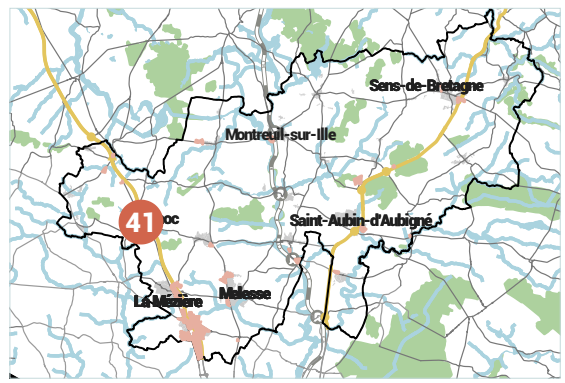 Sens-de-Bretagne
Montreuil-sur-Ille
41
Saint-Aubin-d'Aubigné
Melesse
La Mézière